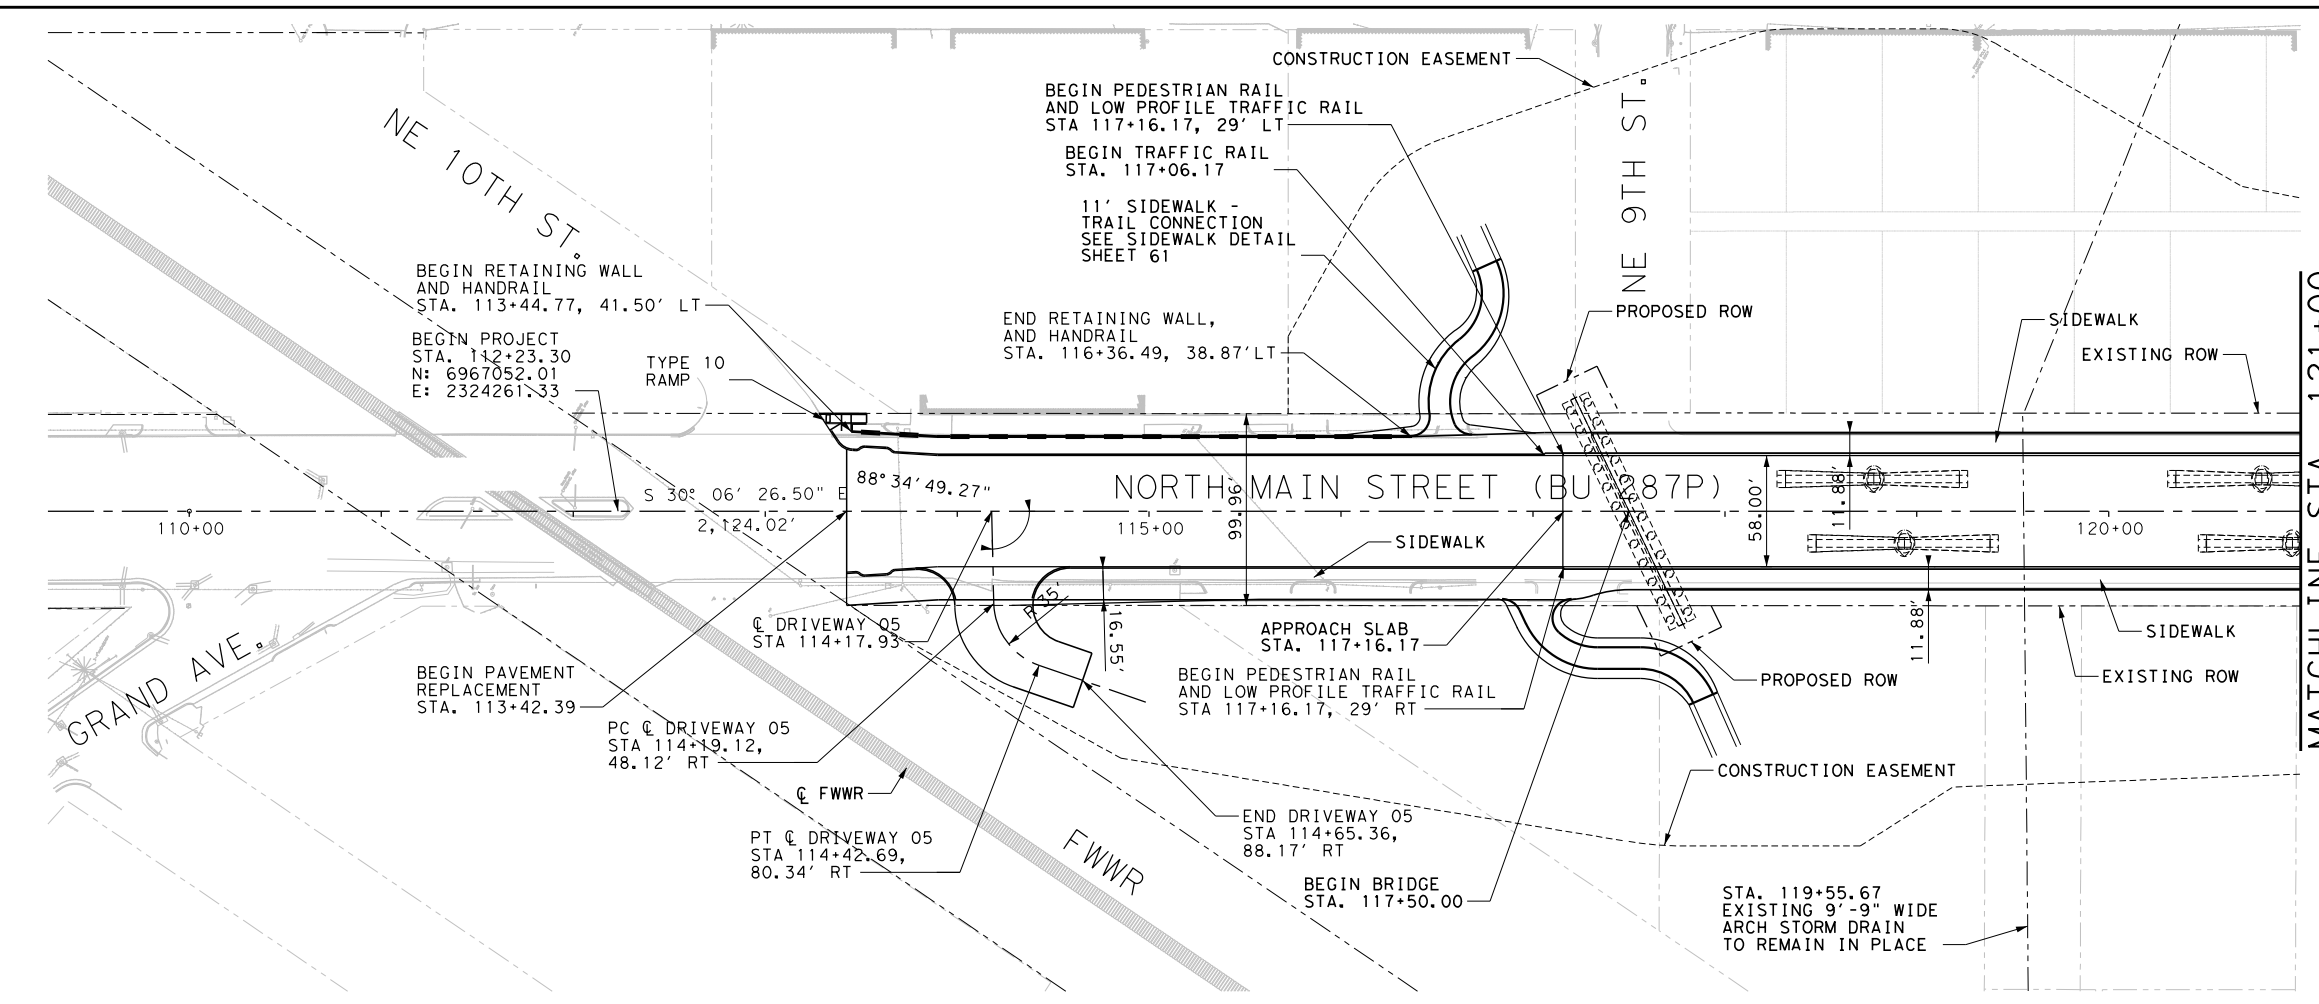 CONSTRUCTION EASEMENT
BEGIN PEDESTRIAN RAIL
AND LOW PROFILE TRAFFIC RAIL
STA 117+16.17, 29' LT
BEGIN TRAFFIC RAIL
STA. 117+06.17
11' SIDEWALK -
TRAIL CONNECTION
SEE SIDEWALK DETAIL
SHEET 61
NE 10TH ST.
NE 9TH ST.
BEGIN RETAINING WALL
AND HANDRAIL
STA. 113+44.77, 41.50' LT
BEGIN PROJECT
STA. 112+23.30
N: 6967052.01
E: 2324261.33
TYPE 10
RAMP
END RETAINING WALL,
AND HANDRAIL
STA. 116+36.49, 38.87'LT
PROPOSED ROW
SIDEWALK
EXISTING ROW
MATCHLINE STA 121+00
S 30° 06' 26.50" E
2,124.02'
88°34'49.27"
NORTH MAIN STREET (BU 287P)
110+00
115+00
120+00
99.96'
58.00'
11.88'
SIDEWALK
R 35'
16.55'
11.88'
℄ DRIVEWAY 05
STA 114+17.93
APPROACH SLAB
STA. 117+16.17
SIDEWALK
EXISTING ROW
GRAND AVE.
BEGIN PAVEMENT
REPLACEMENT
STA. 113+42.39
BEGIN PEDESTRIAN RAIL
AND LOW PROFILE TRAFFIC RAIL
STA 117+16.17, 29' RT
PROPOSED ROW
PC ℄ DRIVEWAY 05
STA 114+19.12,
48.12' RT
℄ FWWR
CONSTRUCTION EASEMENT
PT ℄ DRIVEWAY 05
STA 114+42.69,
80.34' RT
FWWR
END DRIVEWAY 05
STA 114+65.36,
88.17' RT
BEGIN BRIDGE
STA. 117+50.00
STA. 119+55.67
EXISTING 9'-9" WIDE
ARCH STORM DRAIN
TO REMAIN IN PLACE